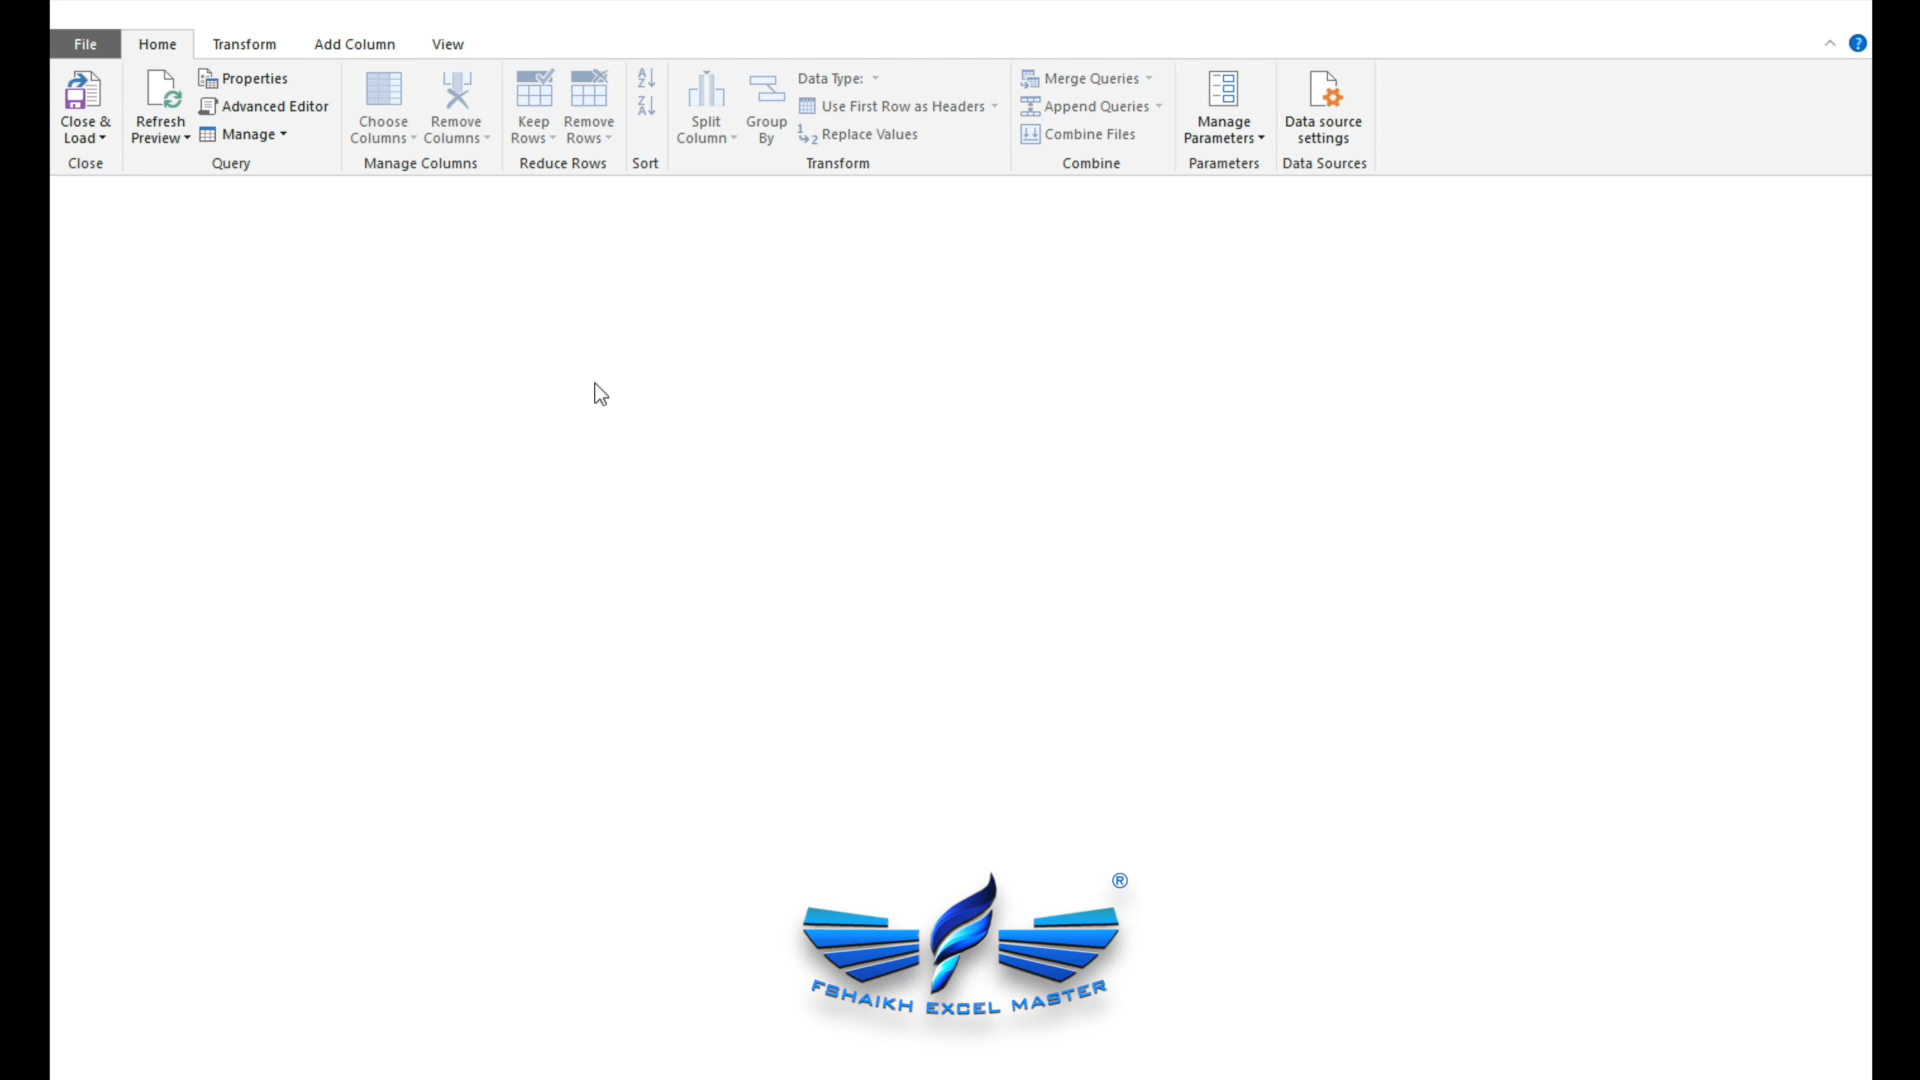 File Home Transform Add Column View ?
Close & Load
Refresh Preview
Properties
Advanced Editor
Manage
Choose Columns
Remove Columns
Keep Rows
Remove Rows
A Z
Z A
Split Column
Group By
Data Type:
Use First Row as Headers
1 2 Replace Values
Merge Queries
Append Queries
Combine Files
Manage Parameters
Data source settings
Close Query Manage Columns Reduce Rows Sort Transform Combine Parameters Data Sources
®
FSHAIKH EXCEL MASTER